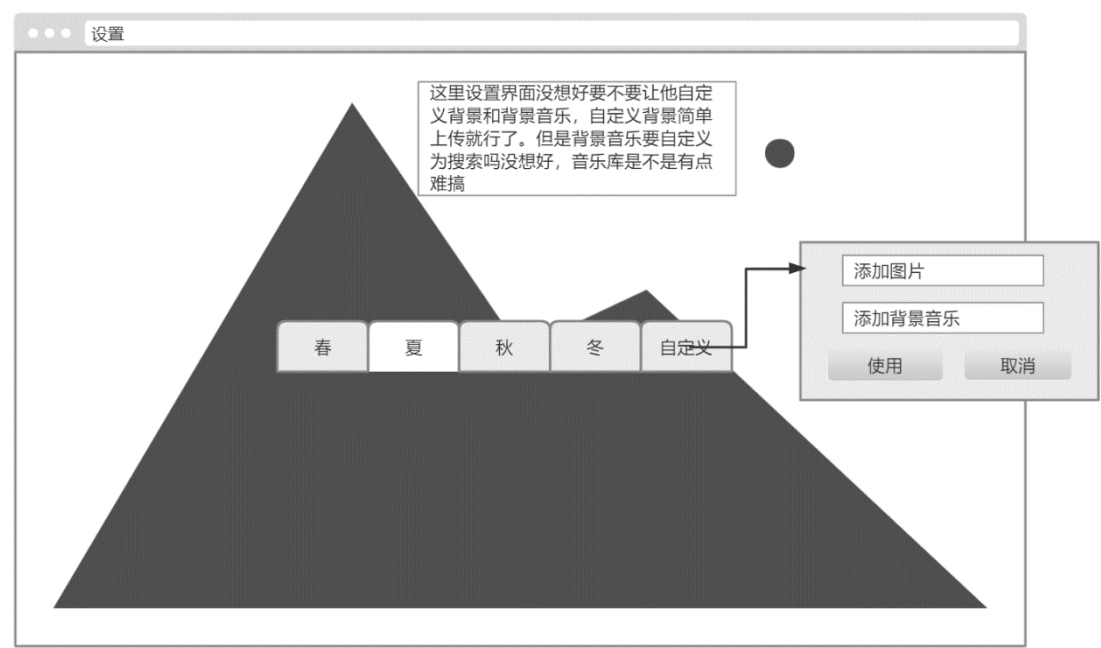 设置
这里设置界面没想好要不要让他自定
义背景和背景音乐，自定义背景简单
上传就行了。但是背景音乐要自定义
为搜索吗没想好，音乐库是不是有点
难搞
添加图片
添加背景音乐
使用 取消
春 夏 秋 冬 自定义